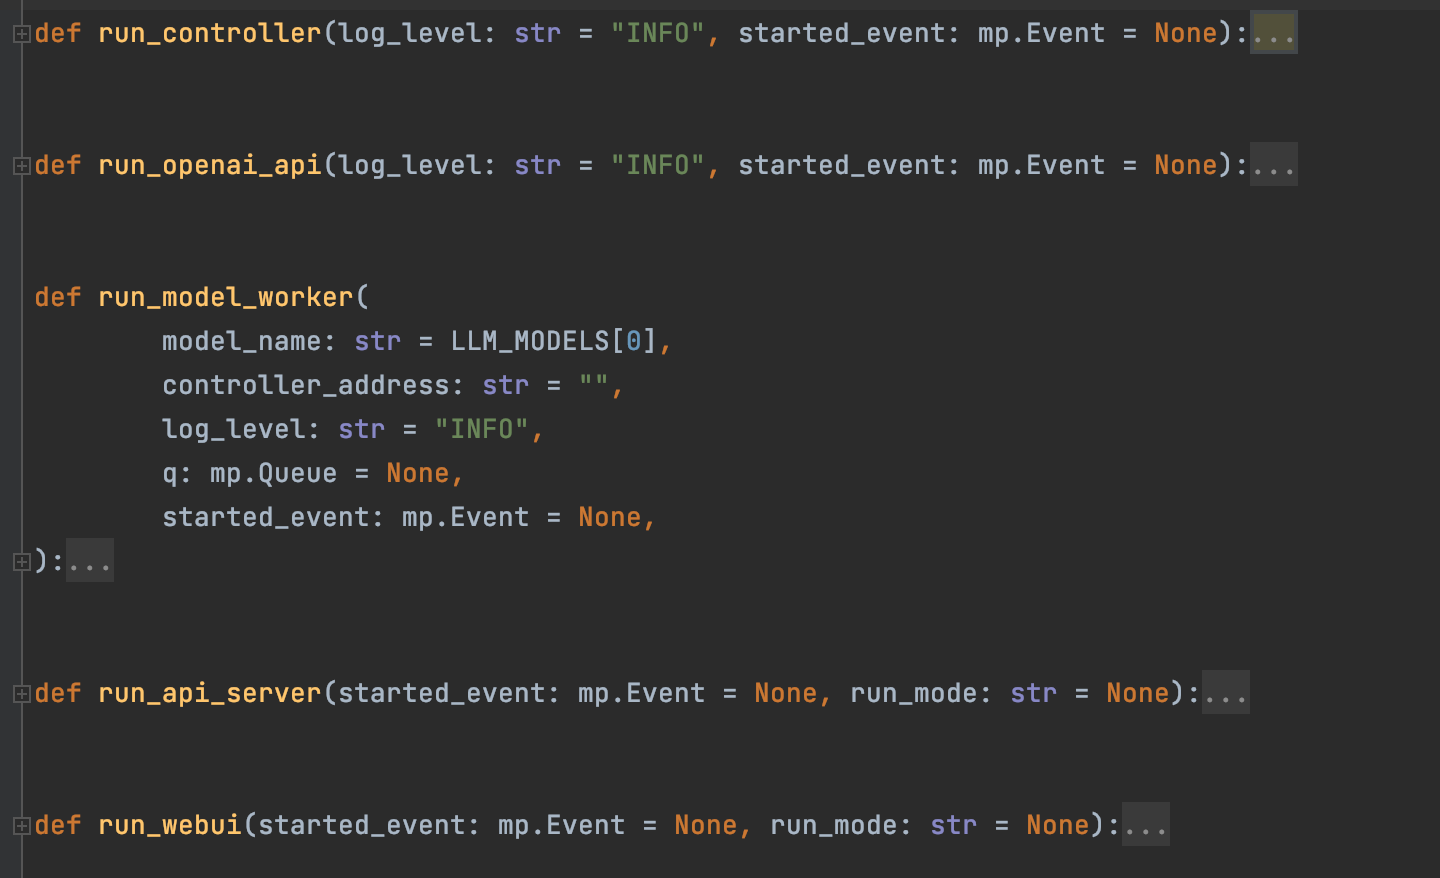 def run_controller(log_level: str = "INFO", started_event: mp.Event = None):...
def run_openai_api(log_level: str = "INFO", started_event: mp.Event = None):...
def run_model_worker(
model_name: str = LLM_MODELS[0],
controller_address: str = "",
log_level: str = "INFO",
q: mp.Queue = None,
started_event: mp.Event = None,
):...
def run_api_server(started_event: mp.Event = None, run_mode: str = None):...
def run_webui(started_event: mp.Event = None, run_mode: str = None):...